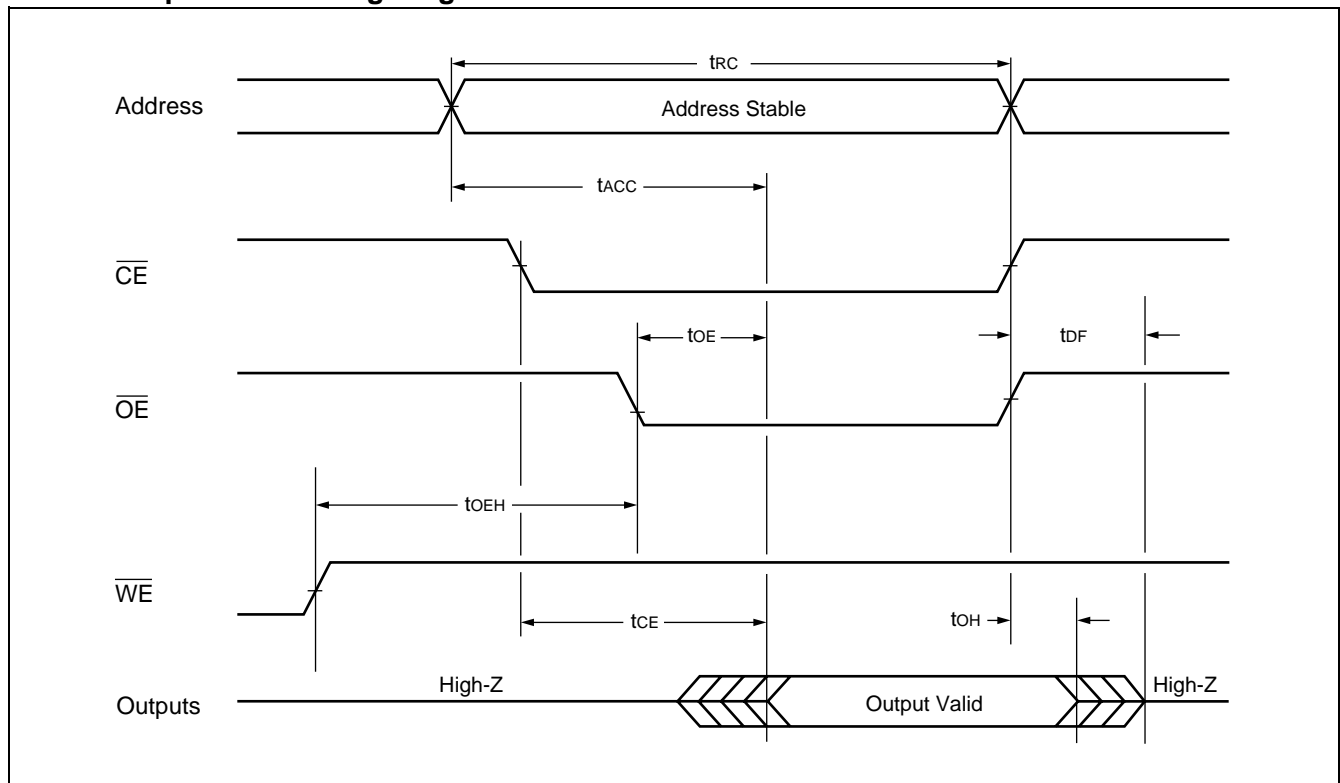 tRC
Address
Address Stable
tACC
CE
tOE
tDF
OE
tOEH
WE
tCE
tOH
High-Z
High-Z
Outputs
Output Valid